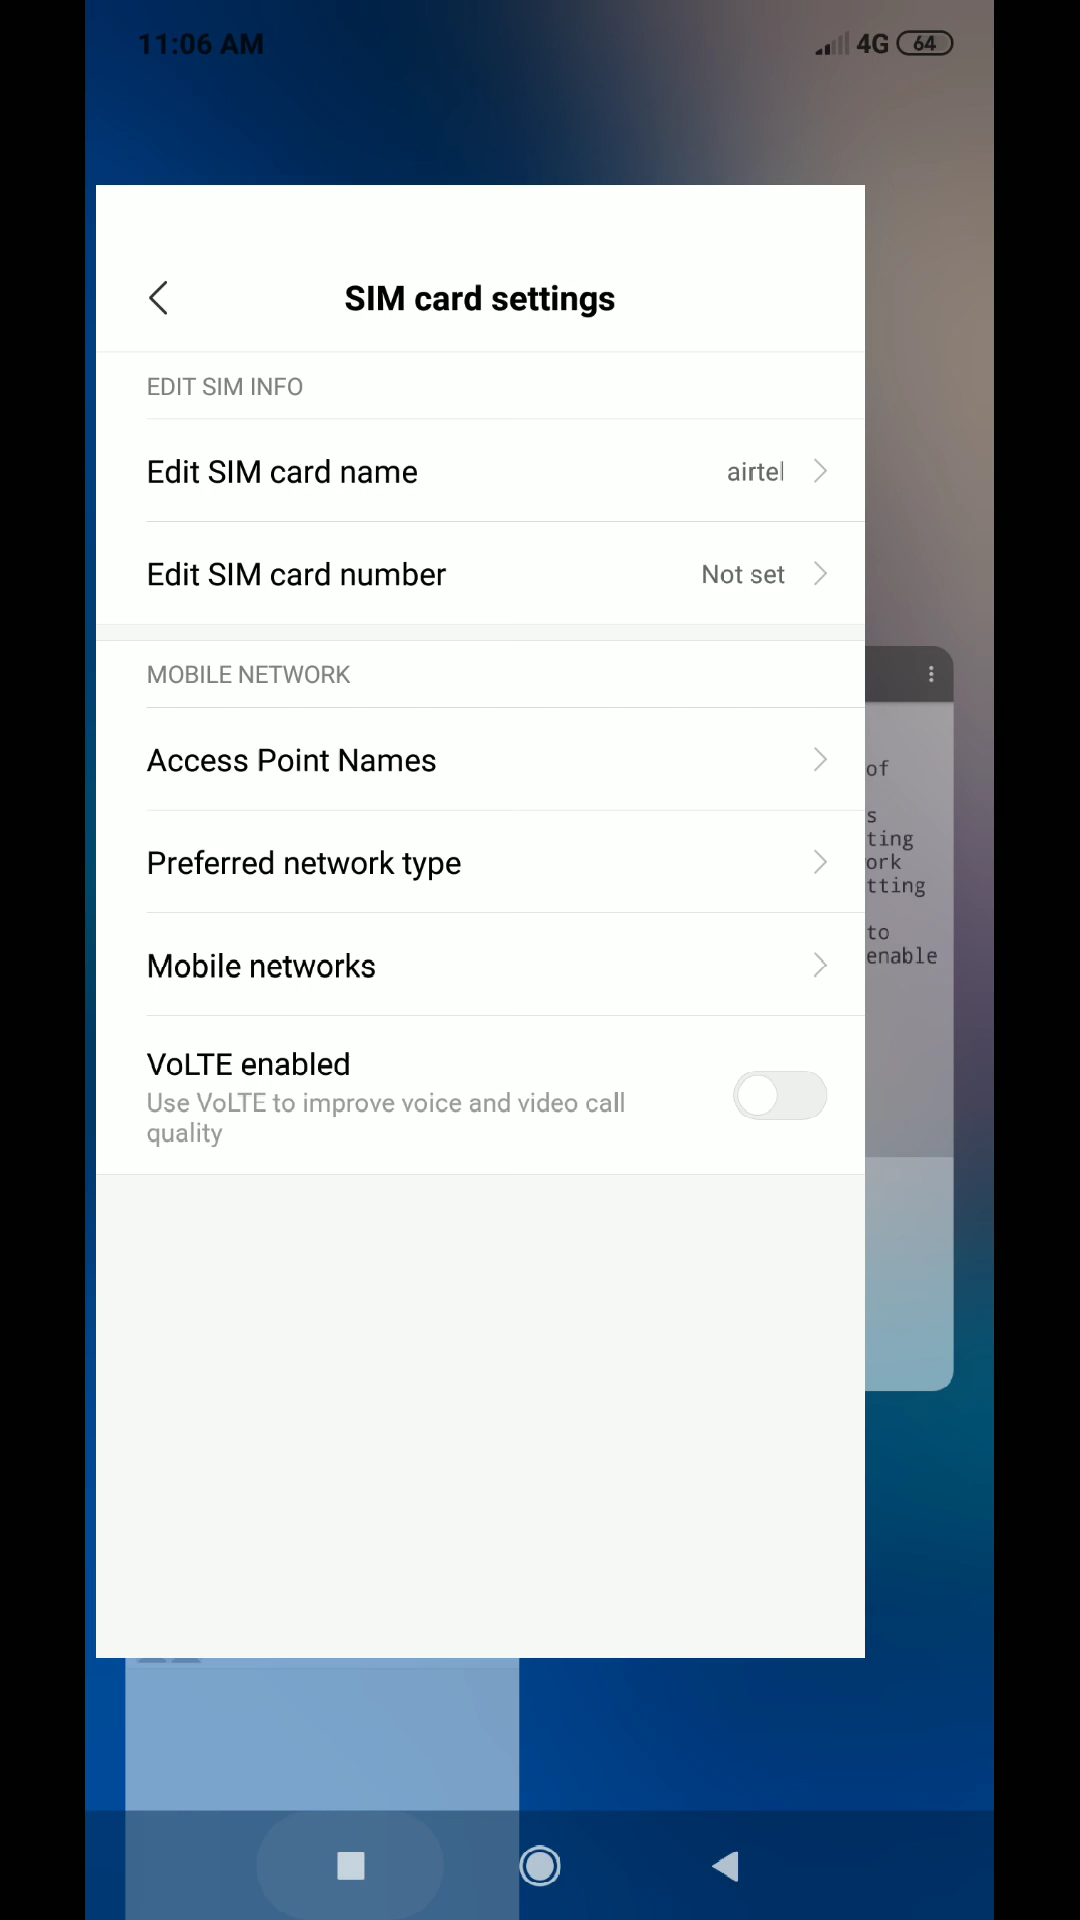 11:06 AM
4G 64
SIM card settings
EDIT SIM INFO
Edit SIM card name airtel
Edit SIM card number Not set
MOBILE NETWORK
Access Point Names
of
s
Preferred network type
ting
ork
tting
Mobile networks
to
enable
VoLTE enabled
Use VoLTE to improve voice and video call
quality